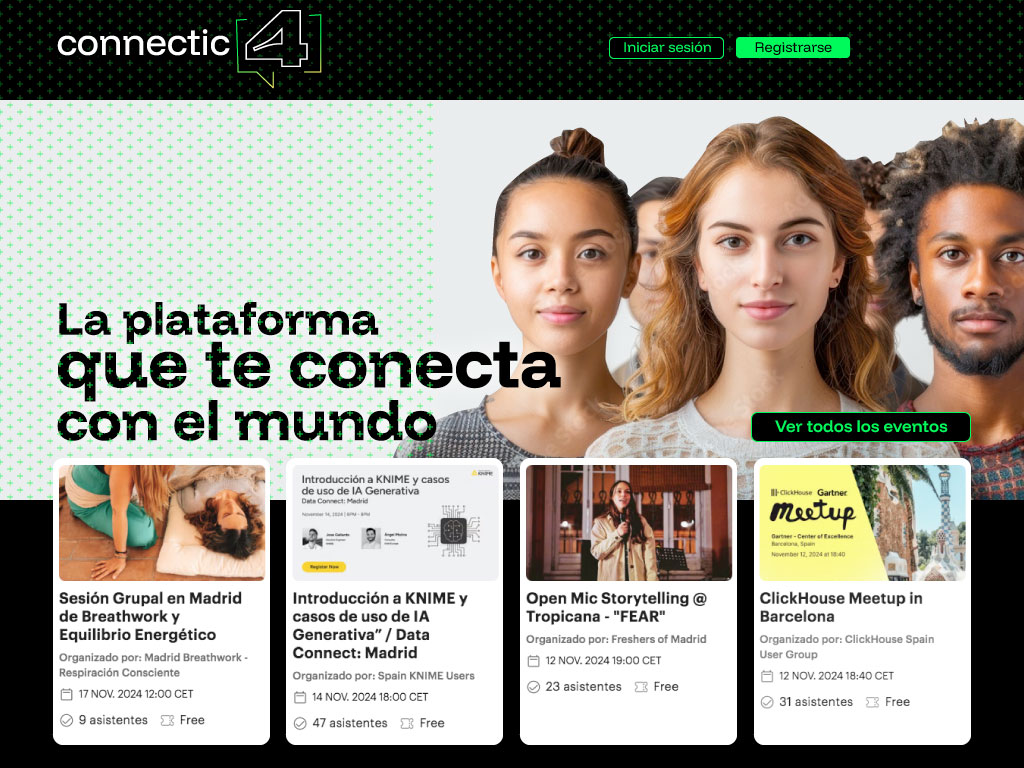 connectic 4
Iniciar sesión
Registrarse
La plataforma
que te conecta
con el mundo
Ver todos los eventos
Introducción a KNIME y casos
de uso de IA Generativa
Data Connect: Madrid
November 14, 2024 | 6PM - 8PM
Jose Gallardo
Ángel Molina
Register Now
KNIME
ClickHouse Gartner
Meetup
Gartner - Center of Excellence
Barcelona, Spain
November 12, 2024 at 18:40
Sesión Grupal en Madrid
de Breathwork y
Equilibrio Energético
Organizado por: Madrid Breathwork -
Respiración Consciente
17 NOV. 2024 12:00 CET
9 asistentes Free
Introducción a KNIME y
casos de uso de IA
Generativa” / Data
Connect: Madrid
Organizado por: Spain KNIME Users
14 NOV. 2024 18:00 CET
47 asistentes Free
Open Mic Storytelling @
Tropicana - "FEAR"
Organizado por: Freshers of Madrid
12 NOV. 2024 19:00 CET
23 asistentes Free
ClickHouse Meetup in
Barcelona
Organizado por: ClickHouse Spain
User Group
12 NOV. 2024 18:40 CET
31 asistentes Free